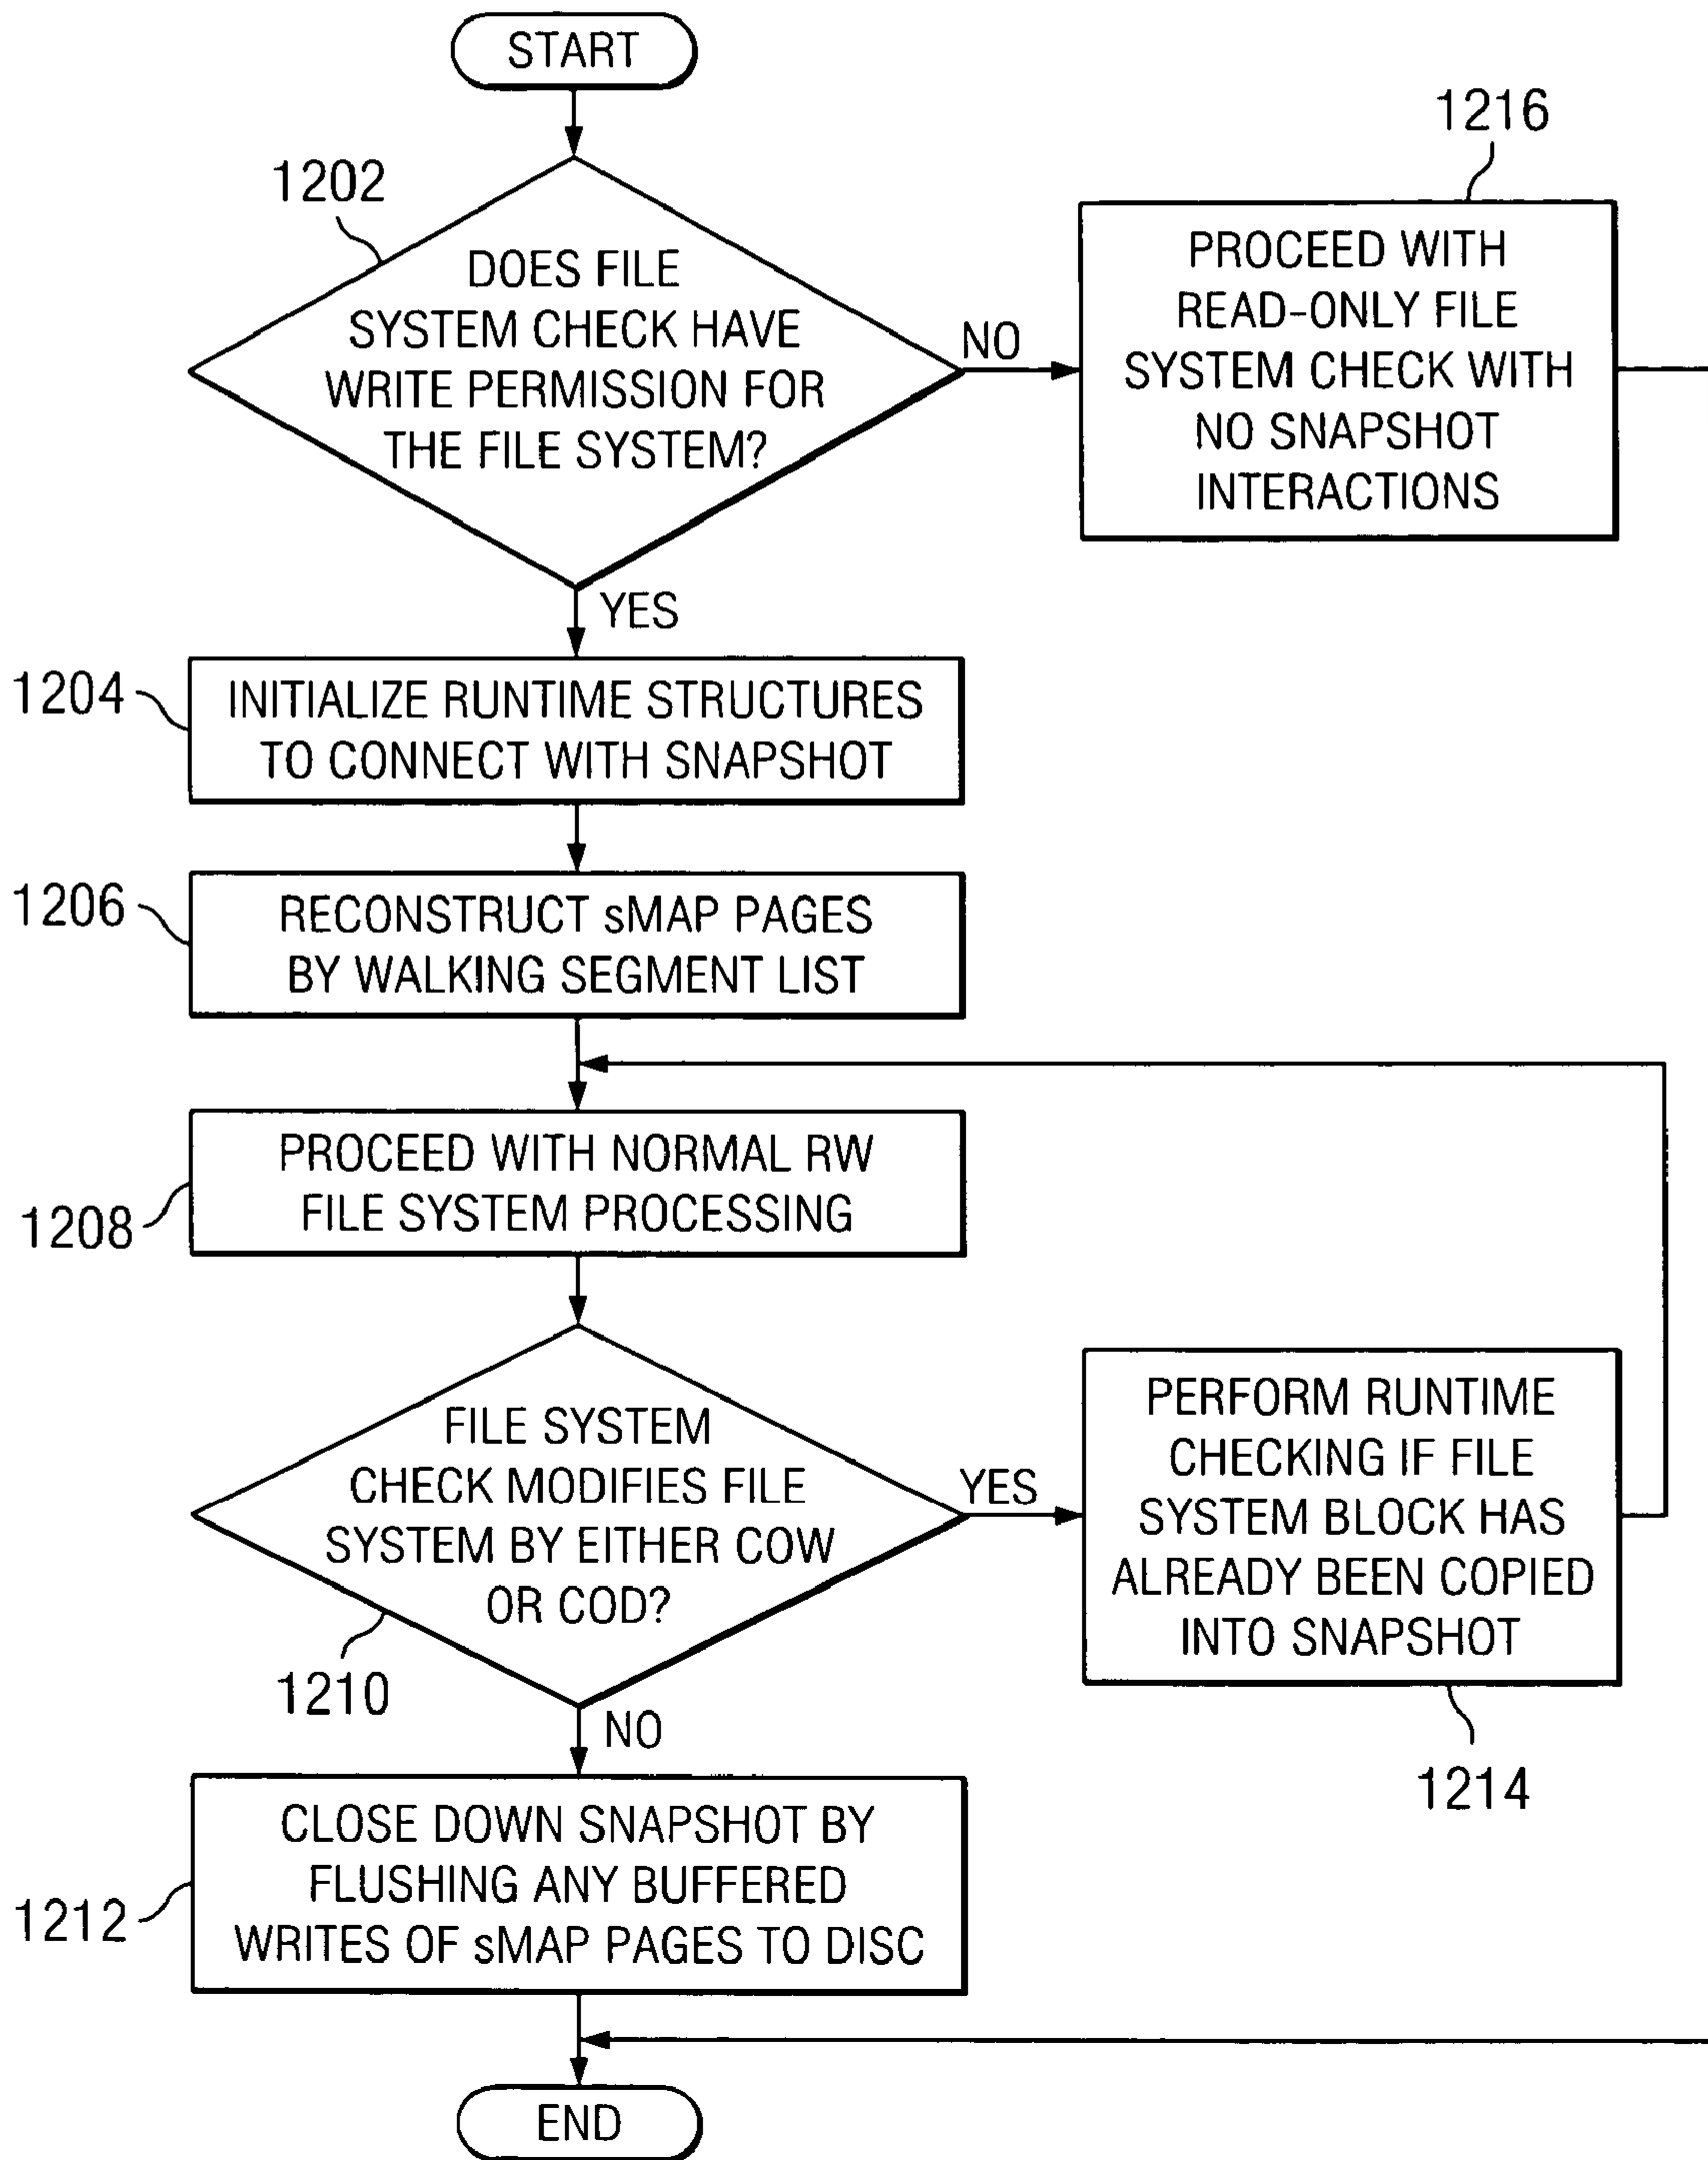 START
1202
DOES FILE
SYSTEM CHECK HAVE
WRITE PERMISSION FOR
THE FILE SYSTEM?
NO
1216
PROCEED WITH
READ-ONLY FILE
SYSTEM CHECK WITH
NO SNAPSHOT
INTERACTIONS
YES
1204
INITIALIZE RUNTIME STRUCTURES
TO CONNECT WITH SNAPSHOT
1206
RECONSTRUCT sMAP PAGES
BY WALKING SEGMENT LIST
1208
PROCEED WITH NORMAL RW
FILE SYSTEM PROCESSING
FILE SYSTEM
CHECK MODIFIES FILE
SYSTEM BY EITHER COW
OR COD?
1210
YES
PERFORM RUNTIME
CHECKING IF FILE
SYSTEM BLOCK HAS
ALREADY BEEN COPIED
INTO SNAPSHOT
1214
NO
1212
CLOSE DOWN SNAPSHOT BY
FLUSHING ANY BUFFERED
WRITES OF sMAP PAGES TO DISC
END